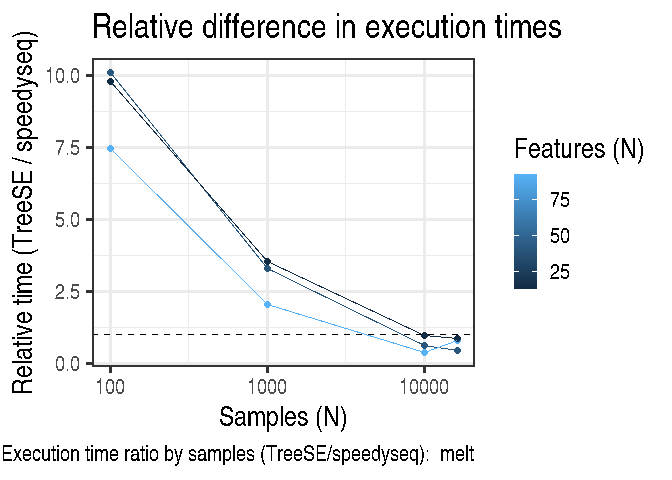 Relative difference in execution times
Relative time (TreeSE / speedyseq)
10.0
7.5
5.0
2.5
0.0
100
1000
10000
Samples (N)
Features (N)
75
50
25
Execution time ratio by samples (TreeSE/speedyseq): melt